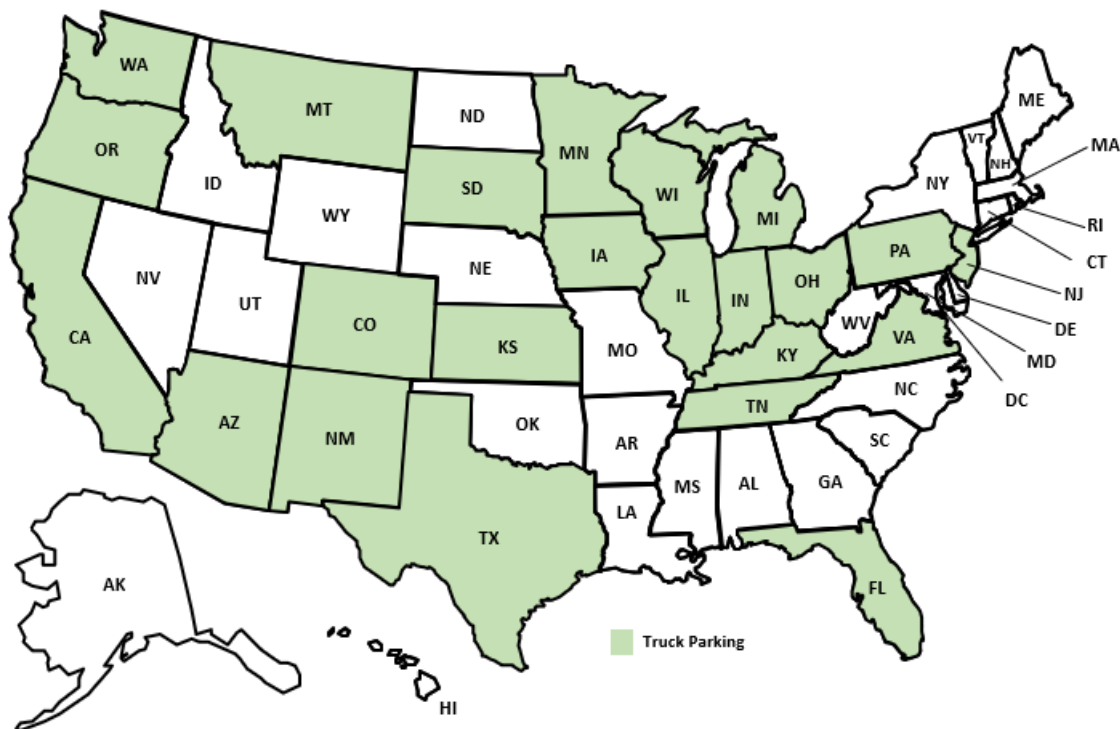 WA
MT
ND
MN
ME
VT
NH
MA
OR
ID
SD
WI
NY
WY
MI
RI
CT
IA
PA
NE
NV
UT
IL
IN
OH
NJ
CO
DE
WV
VA
CA
KS
MO
KY
MD
DC
NC
TN
AZ
NM
OK
AR
SC
MS
AL
GA
LA
TX
AK
FL
Truck Parking
HI